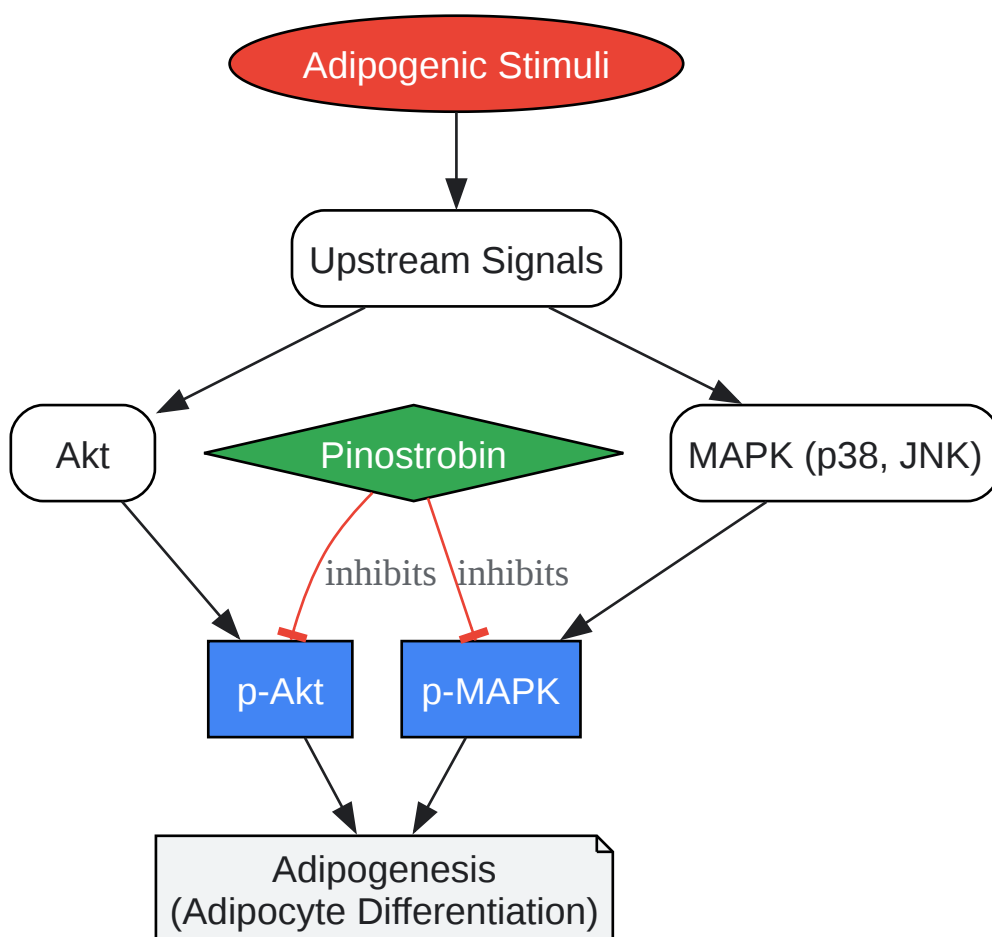 Adipogenic Stimuli
Upstream Signals
Akt
Pinostrobin
MAPK (p38, JNK)
inhibits
inhibits
p-Akt
p-MAPK
Adipogenesis
(Adipocyte Differentiation)